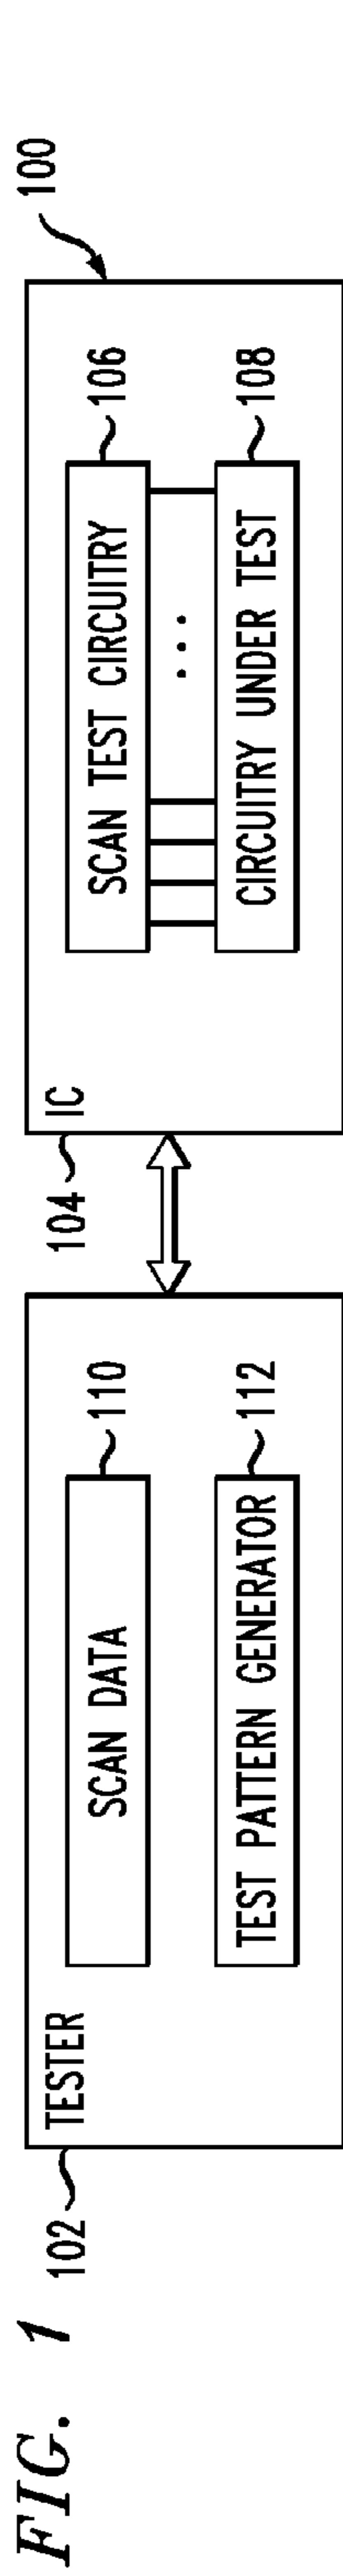 FIG. 1
100
102
TESTER
SCAN DATA
110
TEST PATTERN GENERATOR
112
104
IC
SCAN TEST CIRCUITRY
106
CIRCUITRY UNDER TEST
108